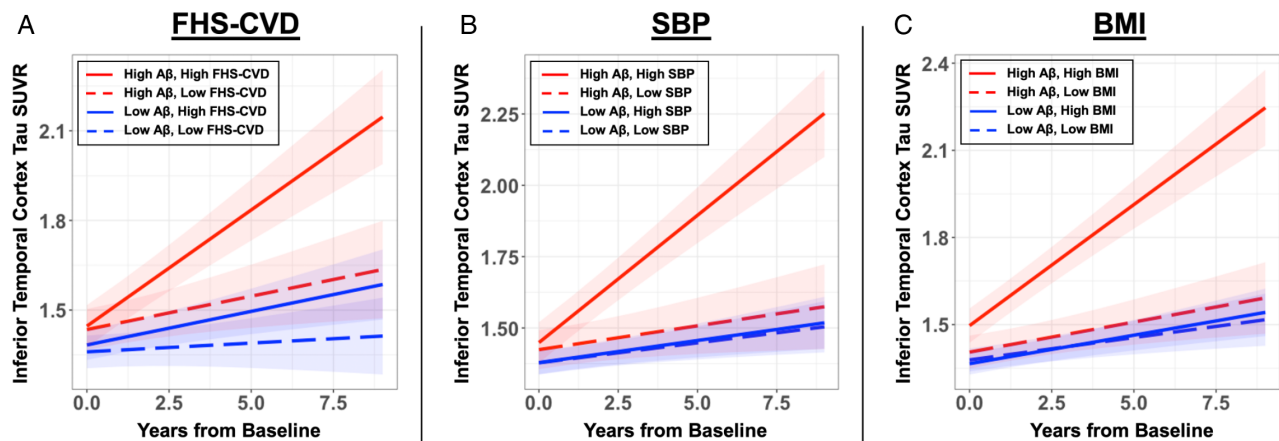 A
FHS-CVD
Inferior Temporal Cortex Tau SUVR
High Aβ, High FHS-CVD
High Aβ, Low FHS-CVD
Low Aβ, High FHS-CVD
Low Aβ, Low FHS-CVD
2.1
1.8
1.5
0.0 2.5 5.0 7.5
Years from Baseline
B
SBP
Inferior Temporal Cortex Tau SUVR
High Aβ, High SBP
High Aβ, Low SBP
Low Aβ, High SBP
Low Aβ, Low SBP
2.25
2.00
1.75
1.50
0.0 2.5 5.0 7.5
Years from Baseline
C
BMI
Inferior Temporal Cortex Tau SUVR
High Aβ, High BMI
High Aβ, Low BMI
Low Aβ, High BMI
Low Aβ, Low BMI
2.4
2.1
1.8
1.5
0.0 2.5 5.0 7.5
Years from Baseline